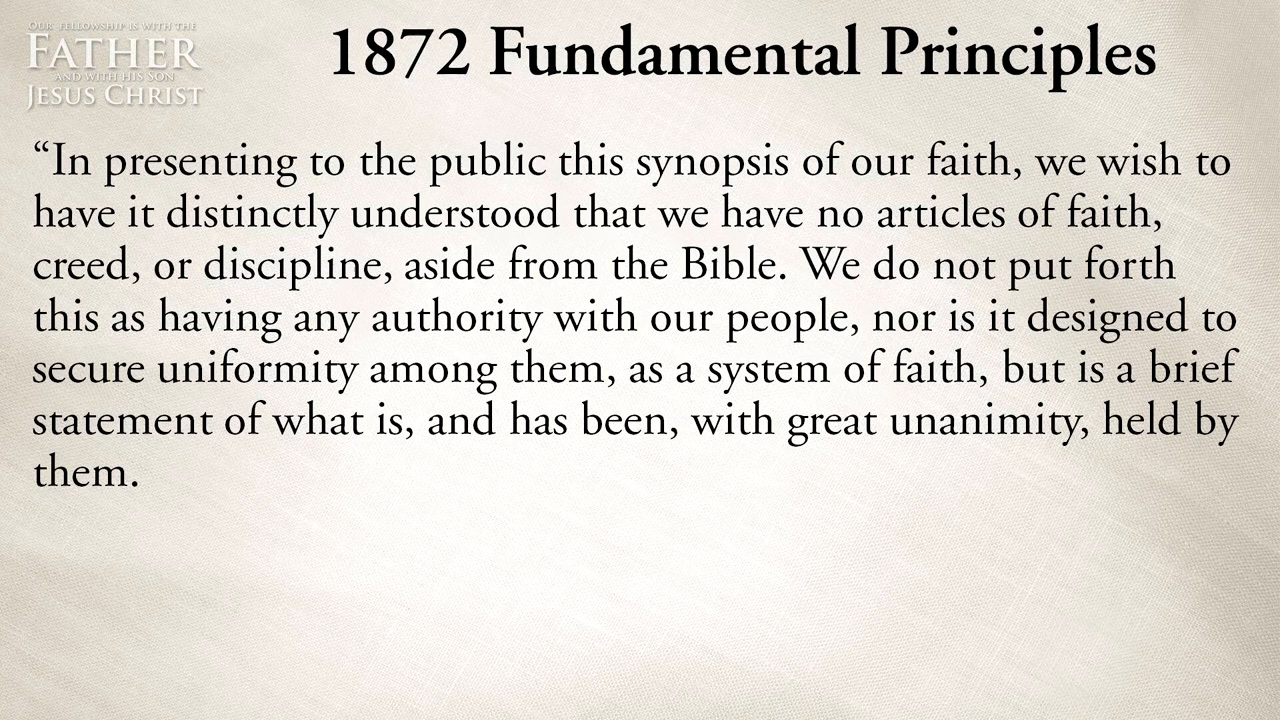 OUR FELLOWSHIP IS WITH THE
FATHER
AND WITH HIS SON
JESUS CHRIST
1872 Fundamental Principles
“In presenting to the public this synopsis of our faith, we wish to
have it distinctly understood that we have no articles of faith,
creed, or discipline, aside from the Bible. We do not put forth
this as having any authority with our people, nor is it designed to
secure uniformity among them, as a system of faith, but is a brief
statement of what is, and has been, with great unanimity, held by
them.